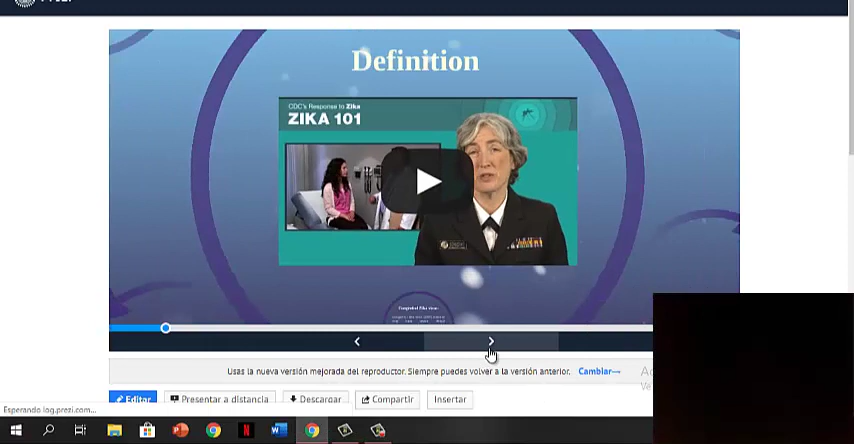 Definition
CDC's Response to Zika
ZIKA 101
Usas la nueva versión mejorada del reproductor. Siempre puedes volver a la versión anterior. Cambiar→
Editar
Presentar a distancia
Descargar
Compartir
Insertar
Esperando log.prezi.com...